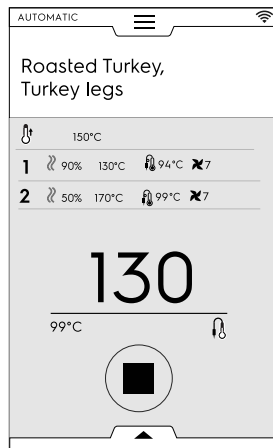 AUTOMATIC
Roasted Turkey,
Turkey legs
150°C
1 90% 130°C 94°C 7
2 50% 170°C 99°C 7
130
99°C